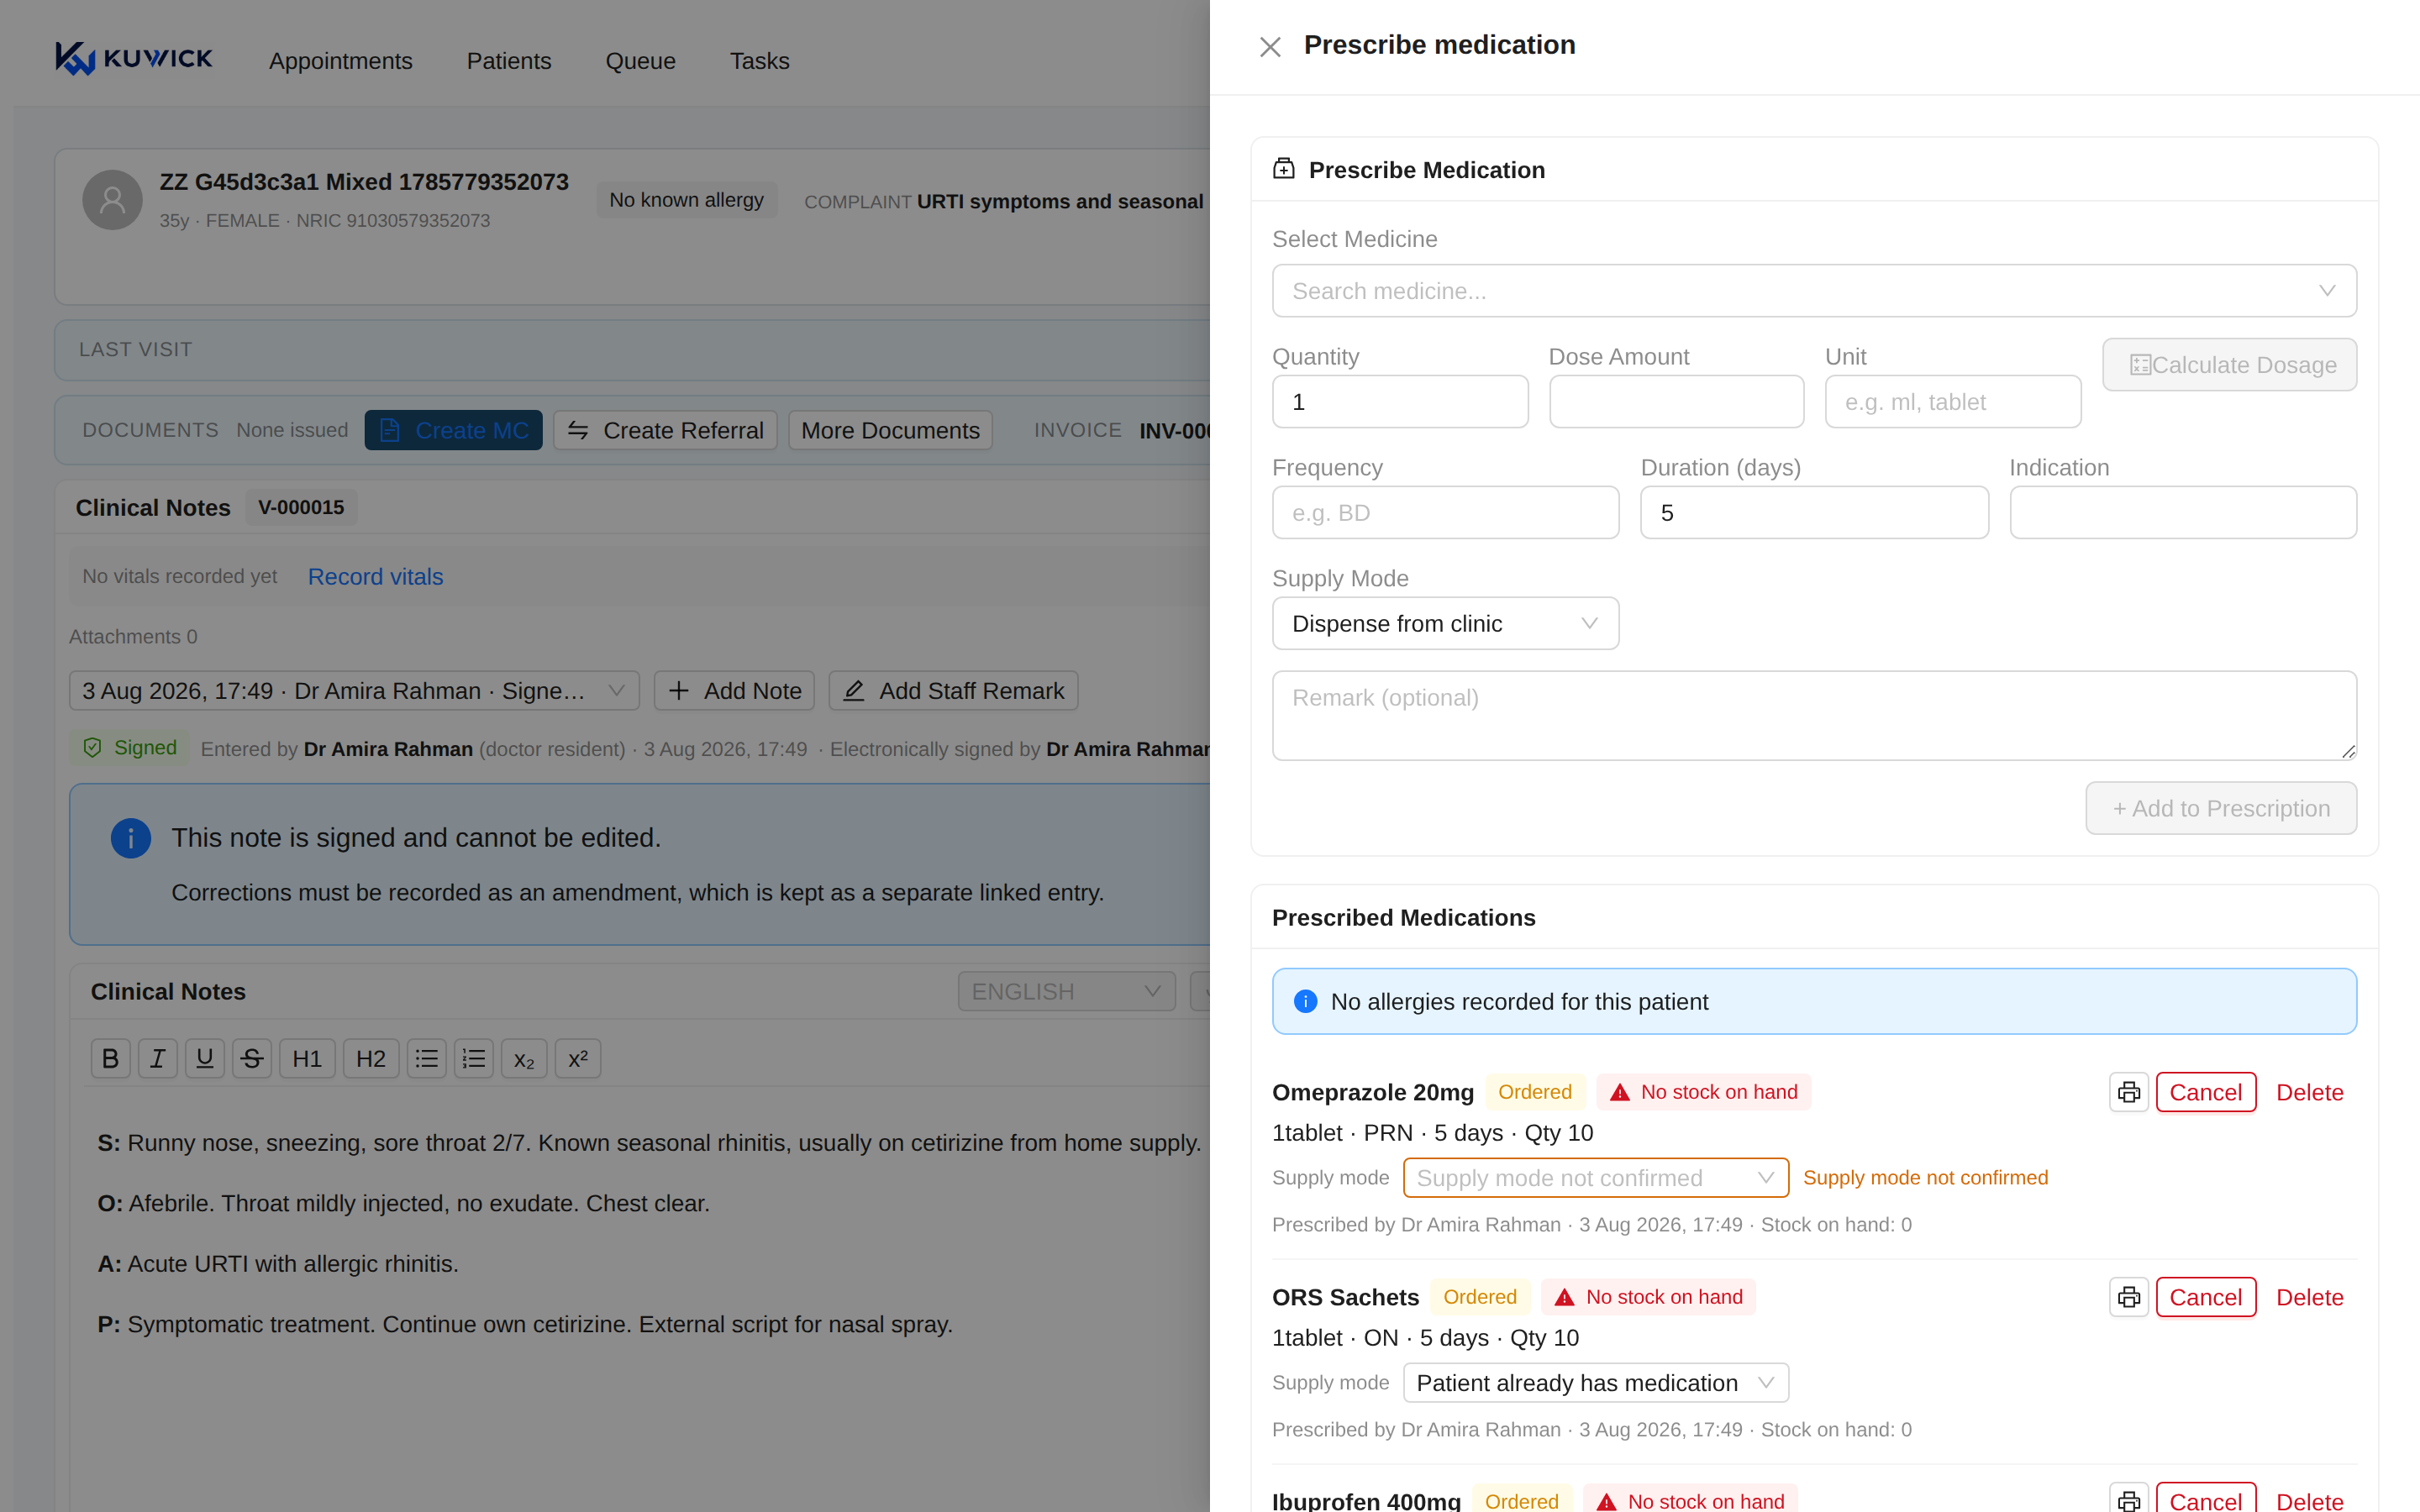 KUWICK
Appointments
Patients
Queue
Tasks
ZZ G45d3c3a1 Mixed 1785779352073
35y · FEMALE · NRIC 91030579352073
No known allergy
COMPLAINT URTI symptoms and seasonal
LAST VISIT
DOCUMENTS None issued Create MC Create Referral More Documents INVOICE INV-00
Clinical Notes V-000015
No vitals recorded yet Record vitals
Attachments 0
3 Aug 2026, 17:49 · Dr Amira Rahman · Signe… Add Note Add Staff Remark
Signed Entered by Dr Amira Rahman (doctor resident) · 3 Aug 2026, 17:49 · Electronically signed by Dr Amira Rahman
This note is signed and cannot be edited.
Corrections must be recorded as an amendment, which is kept as a separate linked entry.
Clinical Notes ENGLISH
B I U S H1 H2 x₂ x²
S: Runny nose, sneezing, sore throat 2/7. Known seasonal rhinitis, usually on cetirizine from home supply.
O: Afebrile. Throat mildly injected, no exudate. Chest clear.
A: Acute URTI with allergic rhinitis.
P: Symptomatic treatment. Continue own cetirizine. External script for nasal spray.
Prescribe medication
Prescribe Medication
Select Medicine
Search medicine...
Quantity Dose Amount Unit Calculate Dosage
1 e.g. ml, tablet
Frequency Duration (days) Indication
e.g. BD 5
Supply Mode
Dispense from clinic
Remark (optional)
+ Add to Prescription
Prescribed Medications
No allergies recorded for this patient
Omeprazole 20mg Ordered No stock on hand Cancel Delete
1tablet · PRN · 5 days · Qty 10
Supply mode Supply mode not confirmed Supply mode not confirmed
Prescribed by Dr Amira Rahman · 3 Aug 2026, 17:49 · Stock on hand: 0
ORS Sachets Ordered No stock on hand Cancel Delete
1tablet · ON · 5 days · Qty 10
Supply mode Patient already has medication
Prescribed by Dr Amira Rahman · 3 Aug 2026, 17:49 · Stock on hand: 0
Ibuprofen 400mg Ordered No stock on hand Cancel Delete